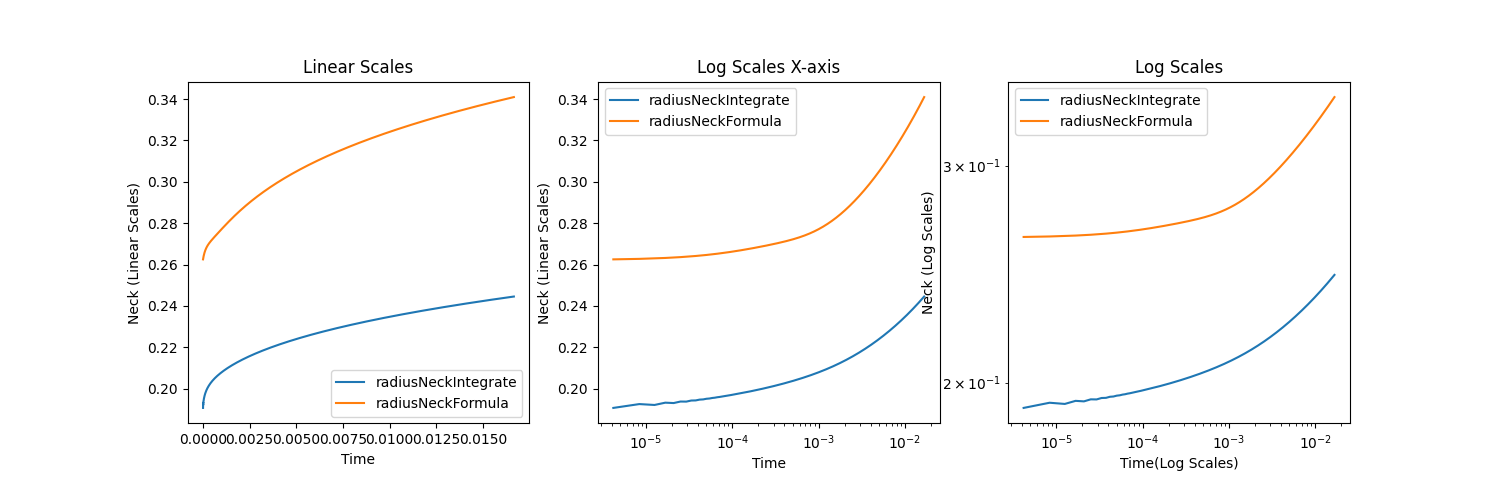 Linear Scales
Neck (Linear Scales)
0.34
0.32
0.30
0.28
0.26
0.24
0.22
0.20
radiusNeckIntegrate
radiusNeckFormula
0.0000 0.0025 0.0050 0.0075 0.0100 0.0125 0.0150
Time
Log Scales X-axis
Neck (Linear Scales)
0.34
0.32
0.30
0.28
0.26
0.24
0.22
0.20
radiusNeckIntegrate
radiusNeckFormula
10⁻⁵ 10⁻⁴ 10⁻³ 10⁻²
Time
Log Scales
Neck (Log Scales)
3 × 10⁻¹
2 × 10⁻¹
radiusNeckIntegrate
radiusNeckFormula
10⁻⁵ 10⁻⁴ 10⁻³ 10⁻²
Time(Log Scales)